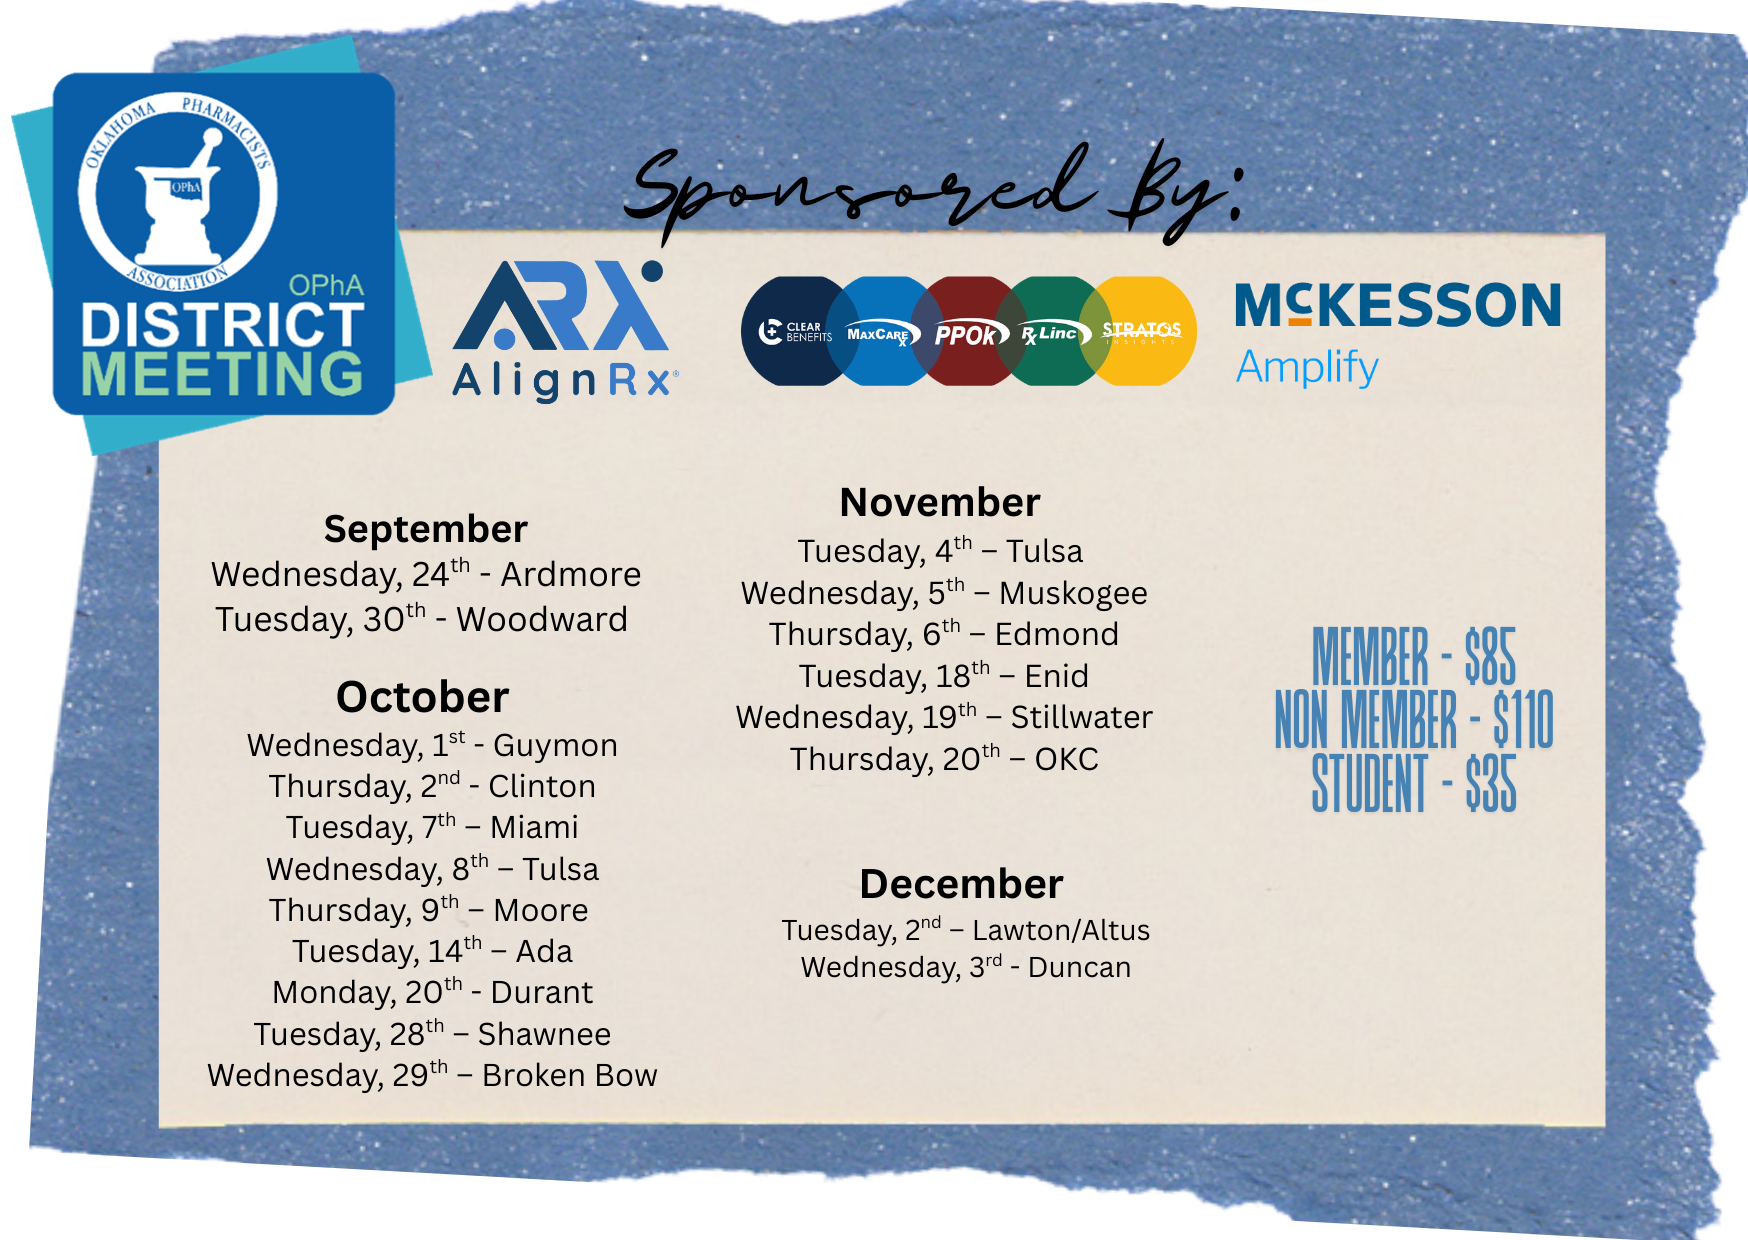 OKLAHOMA PHARMACISTS
OPhA
ASSOCIATION
OPhA
DISTRICT
MEETING
Sponsored By:
ARX
AlignRx®
CLEAR
BENEFITS
MAXCARE
Rx
PPOk
RxLinc
STRATOS
INSIGHTS
MCKESSON
Amplify
September
Wednesday, 24th - Ardmore
Tuesday, 30th - Woodward
October
Wednesday, 1st - Guymon
Thursday, 2nd - Clinton
Tuesday, 7th – Miami
Wednesday, 8th – Tulsa
Thursday, 9th – Moore
Tuesday, 14th – Ada
Monday, 20th - Durant
Tuesday, 28th – Shawnee
Wednesday, 29th – Broken Bow
November
Tuesday, 4th – Tulsa
Wednesday, 5th – Muskogee
Thursday, 6th – Edmond
Tuesday, 18th – Enid
Wednesday, 19th – Stillwater
Thursday, 20th – OKC
December
Tuesday, 2nd – Lawton/Altus
Wednesday, 3rd - Duncan
MEMBER - $85
NON MEMBER - $110
STUDENT - $35